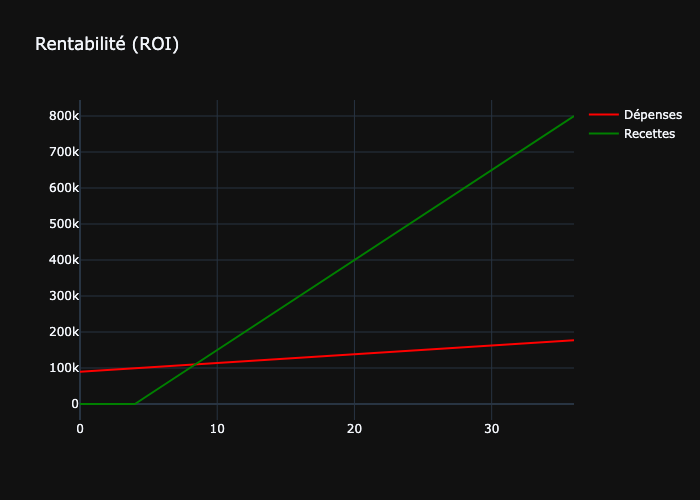 Rentabilité (ROI)
800k
700k
600k
500k
400k
300k
200k
100k
0
0 10 20 30
Dépenses
Recettes